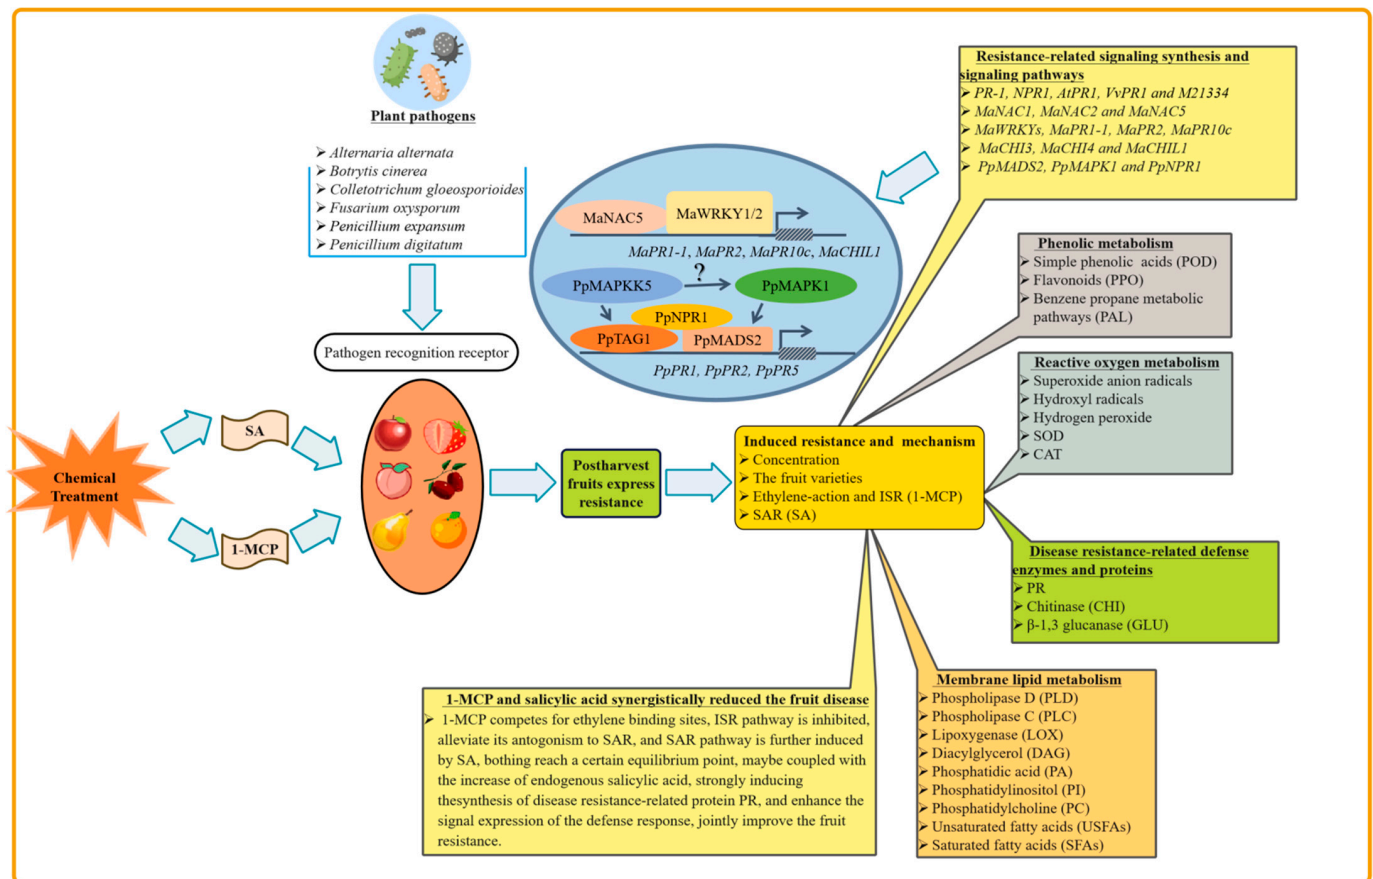 Plant pathogens
➢ Alternaria alternata
➢ Botrytis cinerea
➢ Colletotrichum gloeosporioides
➢ Fusarium oxysporum
➢ Penicillium expansum
➢ Penicillium digitatum
Pathogen recognition receptor
Chemical
Treatment
SA
1-MCP
Postharvest
fruits express
resistance
MaNAC5
MaWRKY1/2
MaPR1-1, MaPR2, MaPR10c, MaCHIL1
PpMAPKK5
?
PpMAPK1
PpNPR1
PpTAG1
PpMADS2
PpPR1, PpPR2, PpPR5
Resistance-related signaling synthesis and
signaling pathways
➢ PR-1, NPR1, AtPR1, VvPR1 and M21334
➢ MaNAC1, MaNAC2 and MaNAC5
➢ MaWRKYs, MaPR1-1, MaPR2, MaPR10c
➢ MaCHI3, MaCHI4 and MaCHIL1
➢ PpMADS2, PpMAPK1 and PpNPR1
Phenolic metabolism
➢ Simple phenolic acids (POD)
➢ Flavonoids (PPO)
➢ Benzene propane metabolic
pathways (PAL)
Reactive oxygen metabolism
➢ Superoxide anion radicals
➢ Hydroxyl radicals
➢ Hydrogen peroxide
➢ SOD
➢ CAT
Induced resistance and mechanism
➢ Concentration
➢ The fruit varieties
➢ Ethylene-action and ISR (1-MCP)
➢ SAR (SA)
Disease resistance-related defense
enzymes and proteins
➢ PR
➢ Chitinase (CHI)
➢ β-1,3 glucanase (GLU)
Membrane lipid metabolism
➢ Phospholipase D (PLD)
➢ Phospholipase C (PLC)
➢ Lipoxygenase (LOX)
➢ Diacylglycerol (DAG)
➢ Phosphatidic acid (PA)
➢ Phosphatidylinositol (PI)
➢ Phosphatidylcholine (PC)
➢ Unsaturated fatty acids (USFAs)
➢ Saturated fatty acids (SFAs)
1-MCP and salicylic acid synergistically reduced the fruit disease
➢ 1-MCP competes for ethylene binding sites, ISR pathway is inhibited,
alleviate its antogonism to SAR, and SAR pathway is further induced
by SA, bothing reach a certain equilibrium point, maybe coupled with
the increase of endogenous salicylic acid, strongly inducing
thesynthesis of disease resistance-related protein PR, and enhance the
signal expression of the defense response, jointly improve the fruit
resistance.